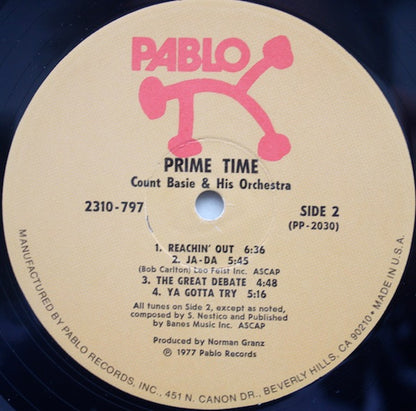 PABLO
PRIME TIME
Count Basie & His Orchestra
2310-797
SIDE 2
(PP-2030)
1. REACHIN' OUT 6:36
2. JA-DA 5:45
(Bob Carlton) Leo Feist Inc. ASCAP
3. THE GREAT DEBATE 4:48
4. YA GOTTA TRY 5:16
All tunes on Side 2, except as noted,
composed by S. Nestico and Published
by Banes Music Inc. ASCAP
Produced by Norman Granz
℗ 1977 Pablo Records
MANUFACTURED BY PABLO RECORDS, INC., 451 N. CANON DR., BEVERLY HILLS, CA 90210 • MADE IN U.S.A.